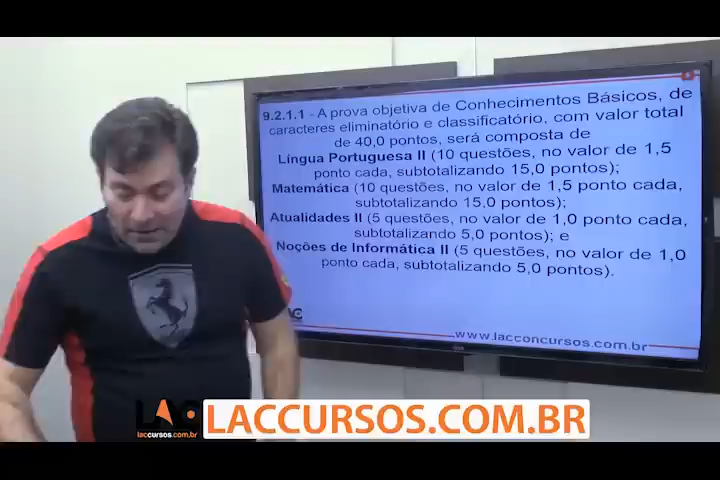 9.2.1.1 - A prova objetiva de Conhecimentos Básicos, de
caracteres eliminatório e classificatório, com valor total
de 40,0 pontos, será composta de
Língua Portuguesa II (10 questões, no valor de 1,5
ponto cada, subtotalizando 15,0 pontos);
Matemática (10 questões, no valor de 1,5 ponto cada,
subtotalizando 15,0 pontos);
Atualidades II (5 questões, no valor de 1,0 ponto cada,
subtotalizando 5,0 pontos); e
Noções de Informática II (5 questões, no valor de 1,0
ponto cada, subtotalizando 5,0 pontos).
www.lacconcursos.com.br
LAC
laccursos.com.br
LACCURSOS.COM.BR